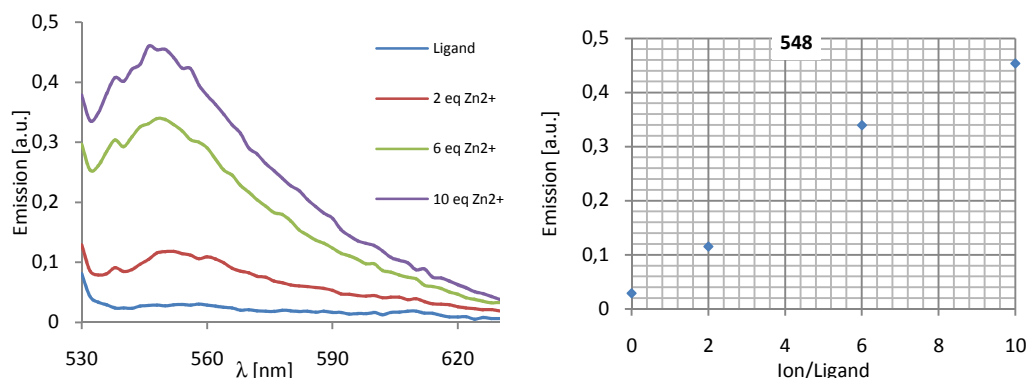 0,5
0,4
0,3
0,2
0,1
0
Emission [a.u.]
530
560
590
620
λ [nm]
Ligand
2 eq Zn2+
6 eq Zn2+
10 eq Zn2+
548
0,5
0,4
0,3
0,2
0,1
0
Emission [a.u.]
0
2
4
6
8
10
Ion/Ligand